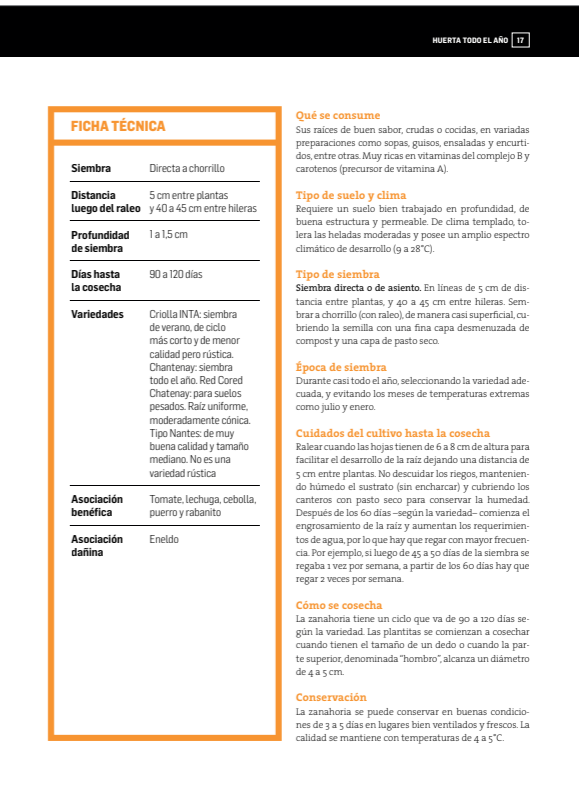 HUERTA TODO EL AÑO 17
FICHA TÉCNICA
Siembra Directa a chorrillo
Distancia 5 cm entre plantas
luego del raleo y 40 a 45 cm entre hileras
Profundidad 1 a 1,5 cm
de siembra
Días hasta 90 a 120 días
la cosecha
Variedades Criolla INTA: siembra
de verano, de ciclo
más corto y de menor
calidad pero rústica.
Chantenay: siembra
todo el año. Red Cored
Chatenay: para suelos
pesados. Raíz uniforme,
moderadamente cónica.
Tipo Nantes: de muy
buena calidad y tamaño
mediano. No es una
variedad rústica
Asociación Tomate, lechuga, cebolla,
benéfica puerro y rabanito
Asociación Eneldo
dañina
Qué se consume
Sus raíces de buen sabor, crudas o cocidas, en variadas
preparaciones como sopas, guisos, ensaladas y encurti-
dos, entre otras. Muy ricas en vitaminas del complejo B y
carotenos (precursor de vitamina A).
Tipo de suelo y clima
Requiere un suelo bien trabajado en profundidad, de
buena estructura y permeable. De clima templado, to-
lera las heladas moderadas y posee un amplio espectro
climático de desarrollo (9 a 28°C).
Tipo de siembra
Siembra directa o de asiento. En líneas de 5 cm de dis-
tancia entre plantas, y 40 a 45 cm entre hileras. Sem-
brar a chorrillo (con raleo), de manera casi superficial, cu-
briendo la semilla con una fina capa desmenuzada de
compost y una capa de pasto seco.
Época de siembra
Durante casi todo el año, seleccionando la variedad ade-
cuada, y evitando los meses de temperaturas extremas
como julio y enero.
Cuidados del cultivo hasta la cosecha
Ralear cuando las hojas tienen de 6 a 8 cm de altura para
facilitar el desarrollo de la raíz dejando una distancia de
5 cm entre plantas. No descuidar los riegos, mantenien-
do húmedo el sustrato (sin encharcar) y cubriendo los
canteros con pasto seco para conservar la humedad.
Después de los 60 días –según la variedad– comienza el
engrosamiento de la raíz y aumentan los requerimien-
tos de agua, por lo que hay que regar con mayor frecuen-
cia. Por ejemplo, si luego de 45 a 50 días de la siembra se
regaba 1 vez por semana, a partir de los 60 días hay que
regar 2 veces por semana.
Cómo se cosecha
La zanahoria tiene un ciclo que va de 90 a 120 días se-
gún la variedad. Las plantitas se comienzan a cosechar
cuando tienen el tamaño de un dedo o cuando la par-
te superior, denominada “hombro”, alcanza un diámetro
de 4 a 5 cm.
Conservación
La zanahoria se puede conservar en buenas condicio-
nes de 3 a 5 días en lugares bien ventilados y frescos. La
calidad se mantiene con temperaturas de 4 a 5°C.